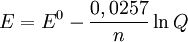 E = E^0 - \frac{0,0257}{n} \ln Q